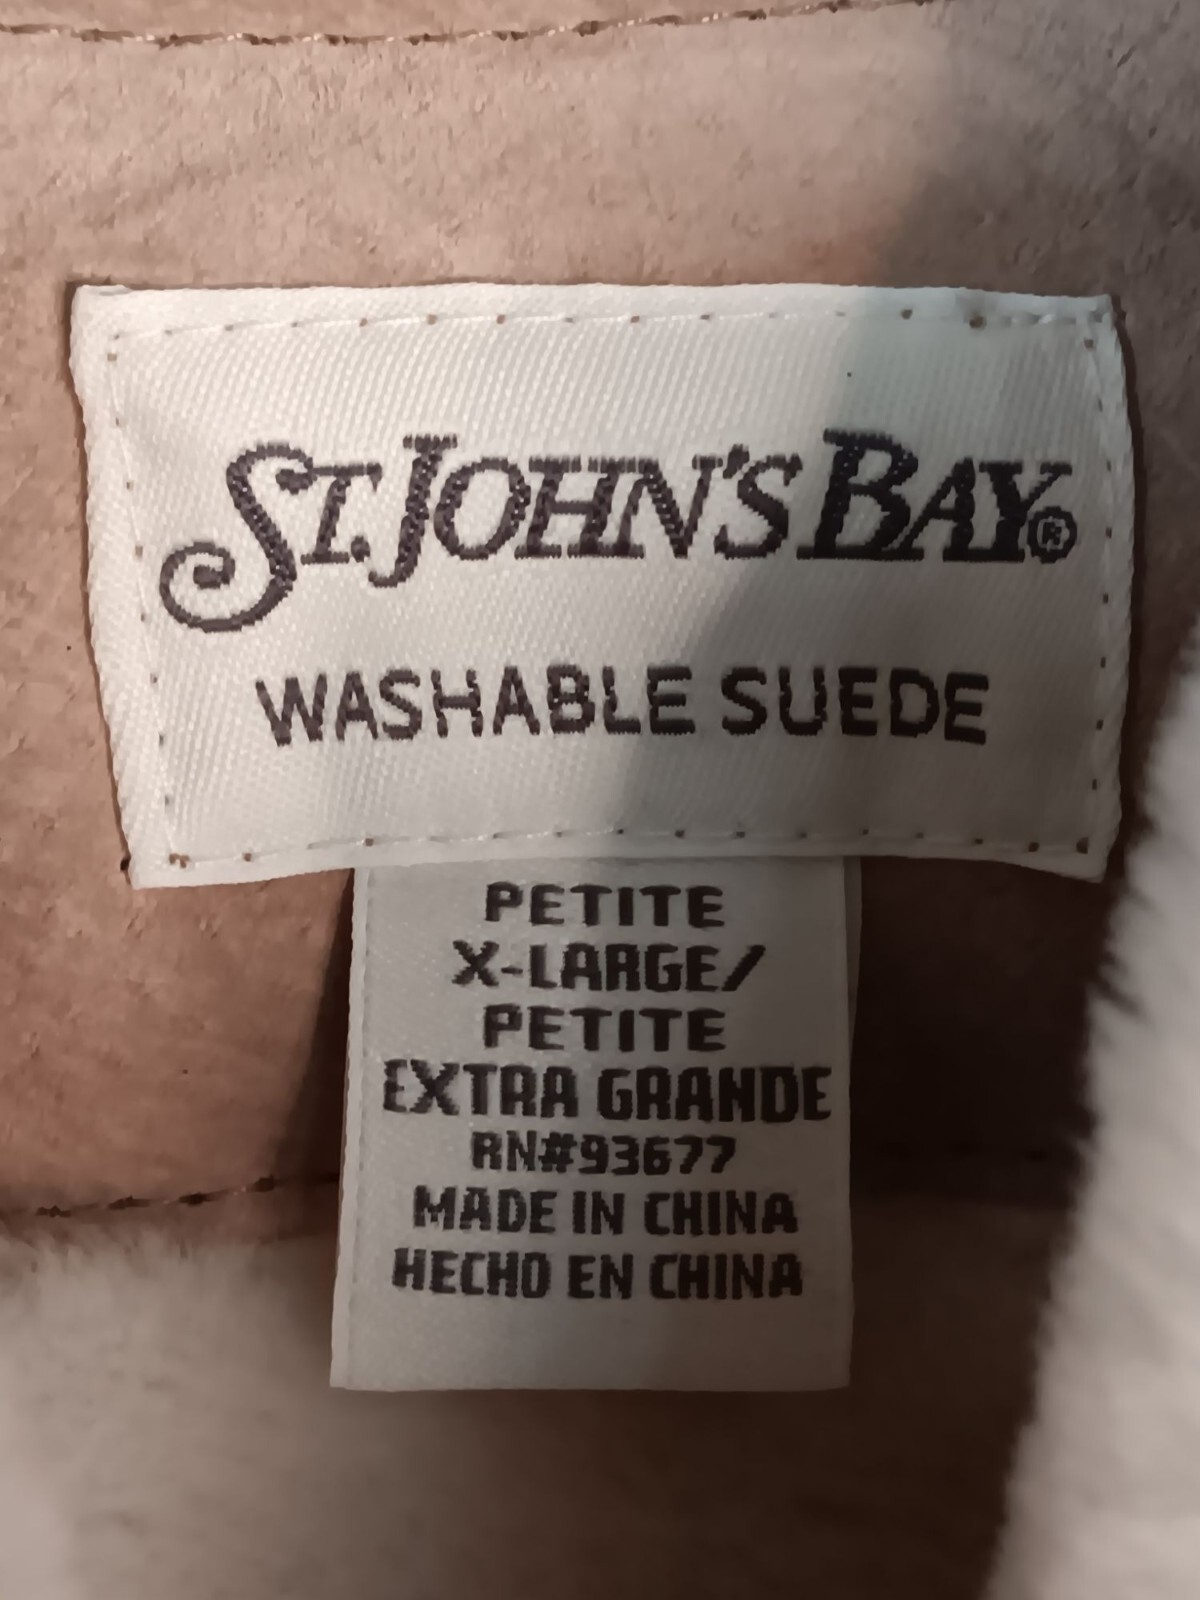 ST. JOHN'S BAY®
WASHABLE SUEDE
PETITE
X-LARGE/
PETITE
EXTRA GRANDE
RN#93677
MADE IN CHINA
HECHO EN CHINA